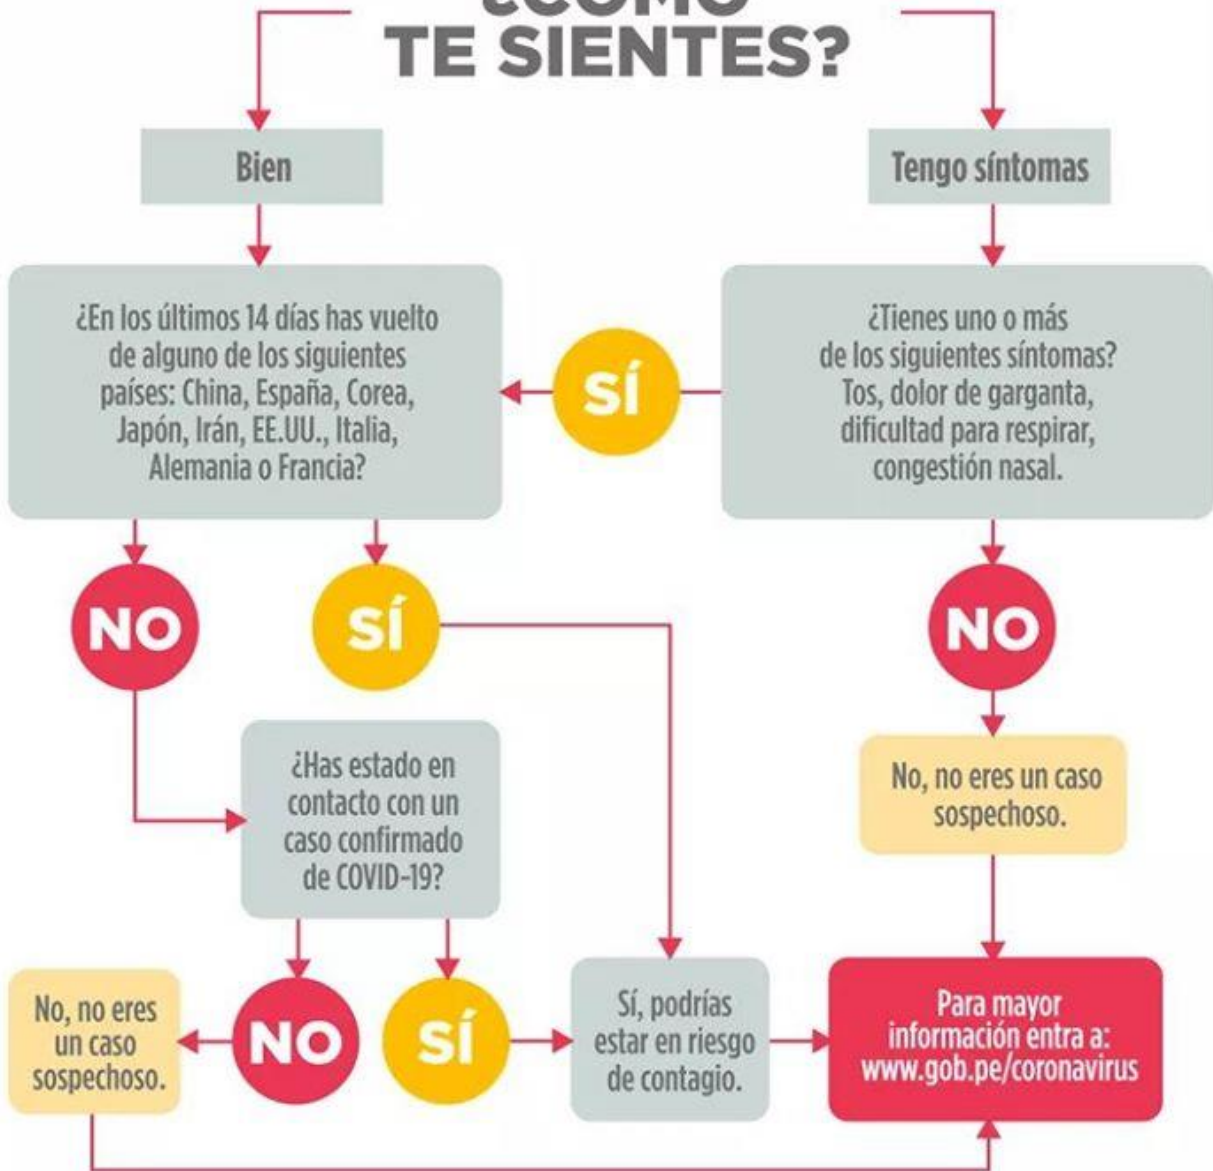 ¿CÓMO
TE SIENTES?
Bien
Tengo síntomas
¿En los últimos 14 días has vuelto
de alguno de los siguientes
países: China, España, Corea,
Japón, Irán, EE.UU., Italia,
Alemania o Francia?
SÍ
¿Tienes uno o más
de los siguientes síntomas?
Tos, dolor de garganta,
dificultad para respirar,
congestión nasal.
NO
SÍ
NO
¿Has estado en
contacto con un
caso confirmado
de COVID-19?
No, no eres un caso
sospechoso.
No, no eres
un caso
sospechoso.
NO
SÍ
Sí, podrías
estar en riesgo
de contagio.
Para mayor
información entra a:
www.gob.pe/coronavirus